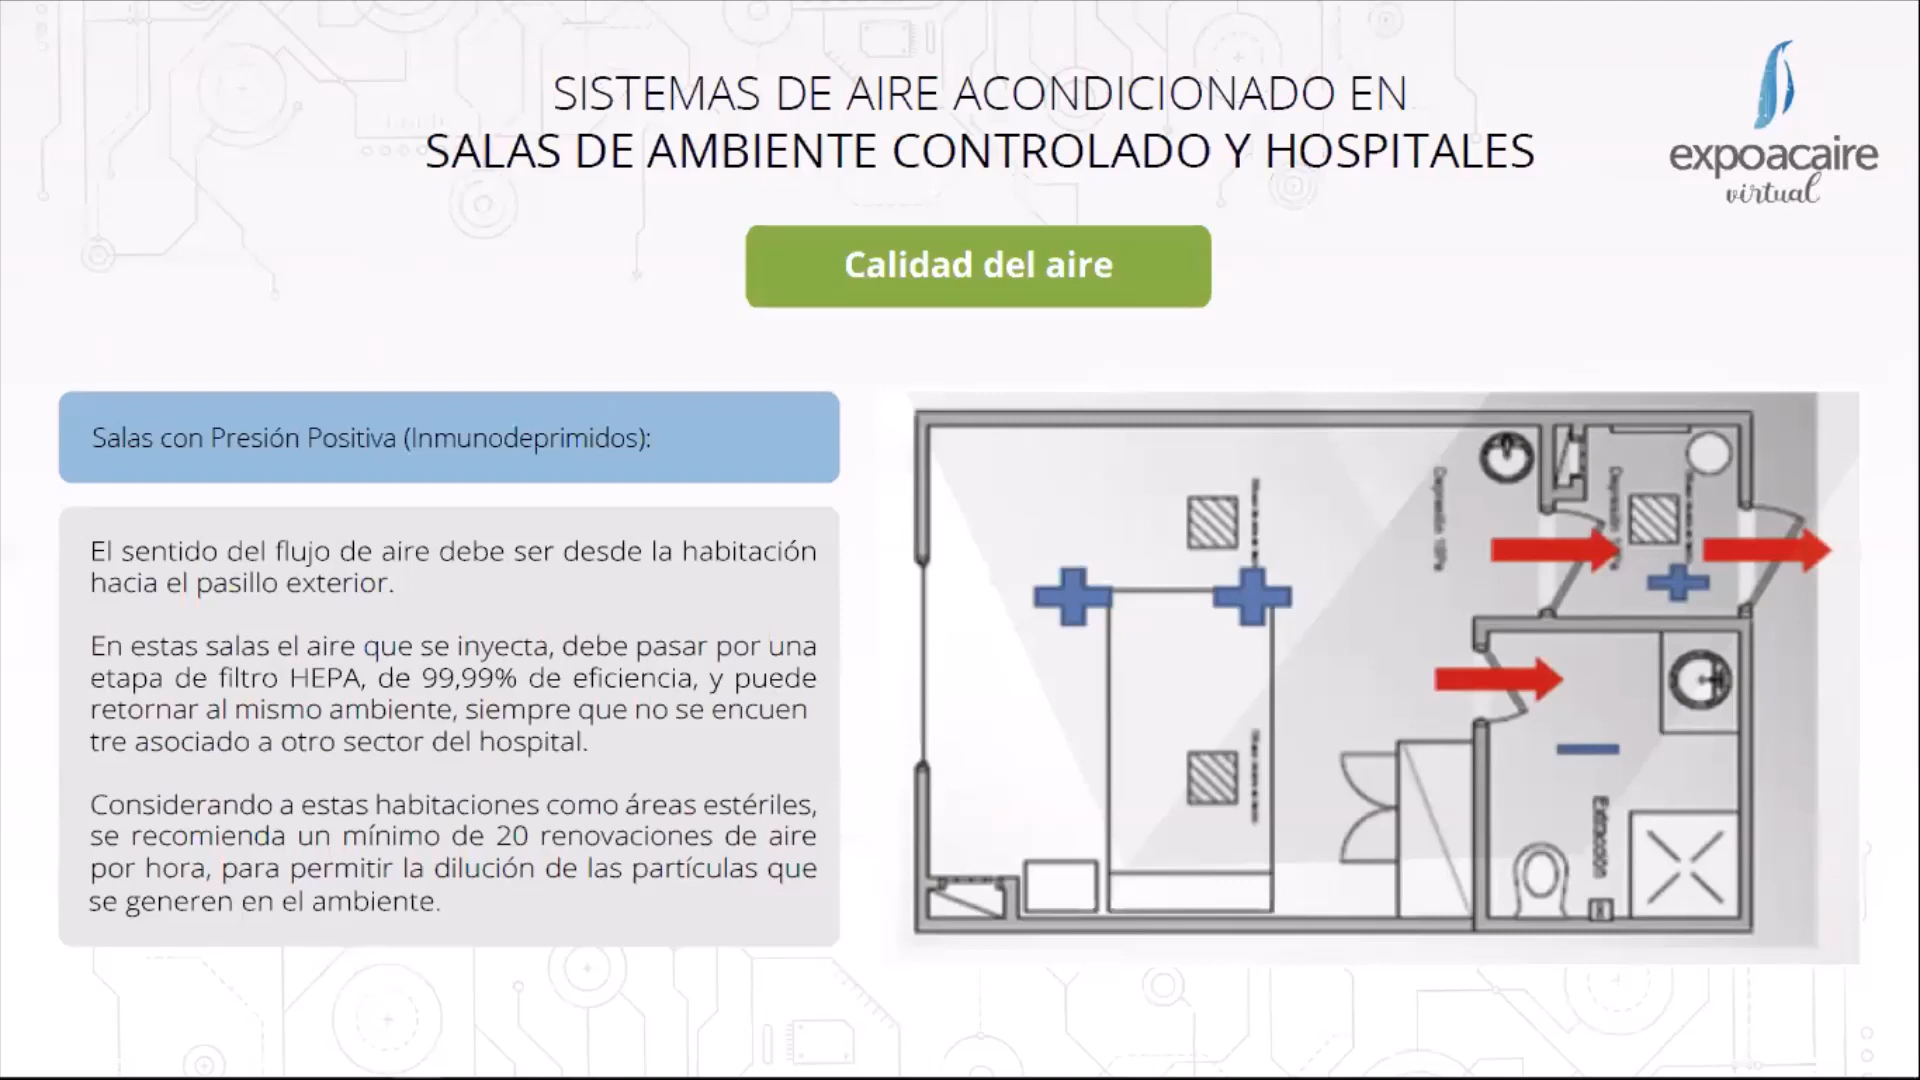 SISTEMAS DE AIRE ACONDICIONADO EN
SALAS DE AMBIENTE CONTROLADO Y HOSPITALES
expoacaire
virtual
Calidad del aire
Salas con Presión Positiva (Inmunodeprimidos):
El sentido del flujo de aire debe ser desde la habitación
hacia el pasillo exterior.
En estas salas el aire que se inyecta, debe pasar por una
etapa de filtro HEPA, de 99,99% de eficiencia, y puede
retornar al mismo ambiente, siempre que no se encuen
tre asociado a otro sector del hospital.
Considerando a estas habitaciones como áreas estériles,
se recomienda un mínimo de 20 renovaciones de aire
por hora, para permitir la dilución de las partículas que
se generen en el ambiente.
Depresión
Depresión
Extracción